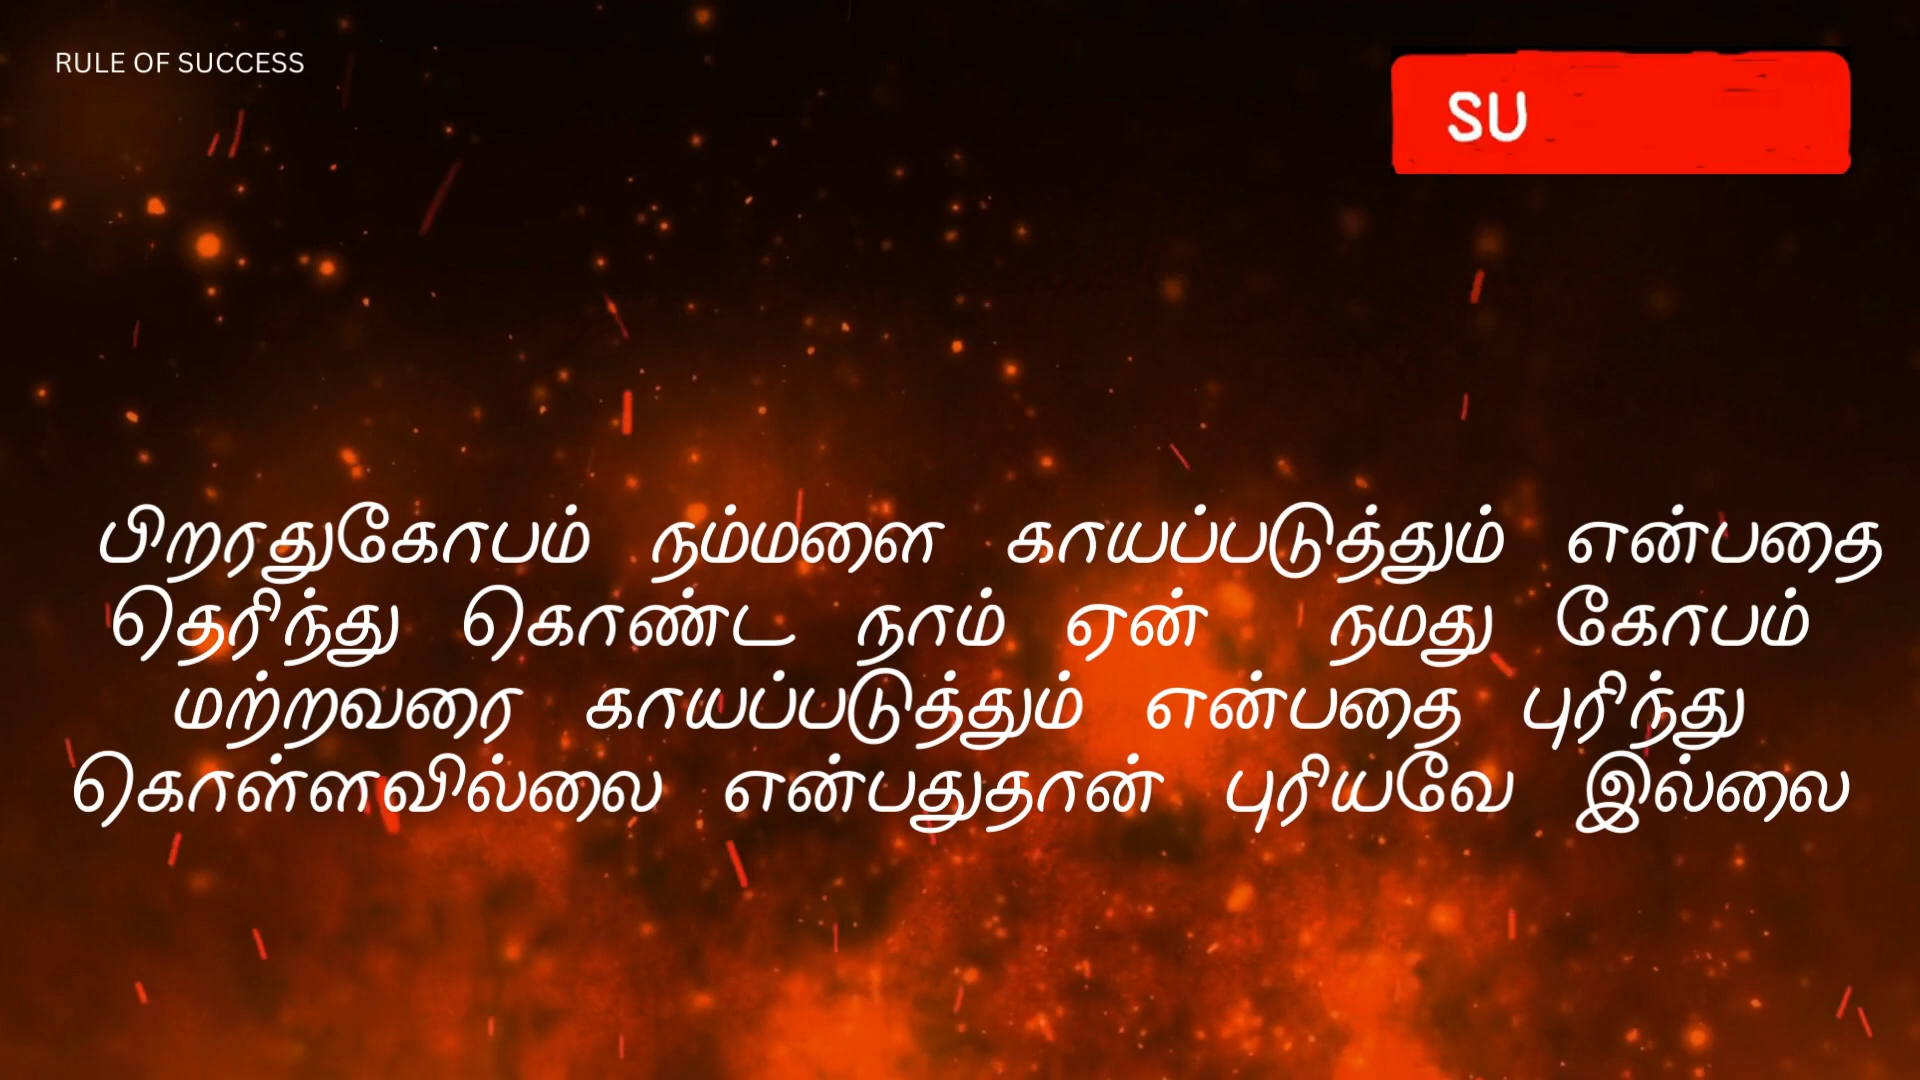 RULE OF SUCCESS
SU
பிறரதுகோபம் நம்மளை காயப்படுத்தும் என்பதை
தெரிந்து கொண்ட நாம் ஏன் நமது கோபம்
மற்றவரை காயப்படுத்தும் என்பதை புரிந்து
கொள்ளவில்லை என்பதுதான் புரியவே இல்லை